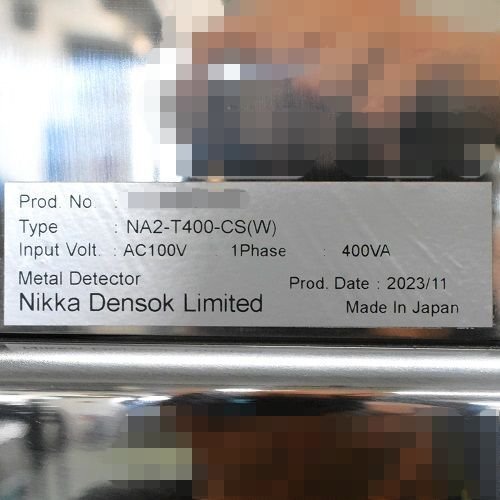 Prod. No :
Type : NA2-T400-CS(W)
Input Volt. : AC100V 1Phase : 400VA
Metal Detector
Prod. Date : 2023/11
Nikka Densok Limited
Made In Japan